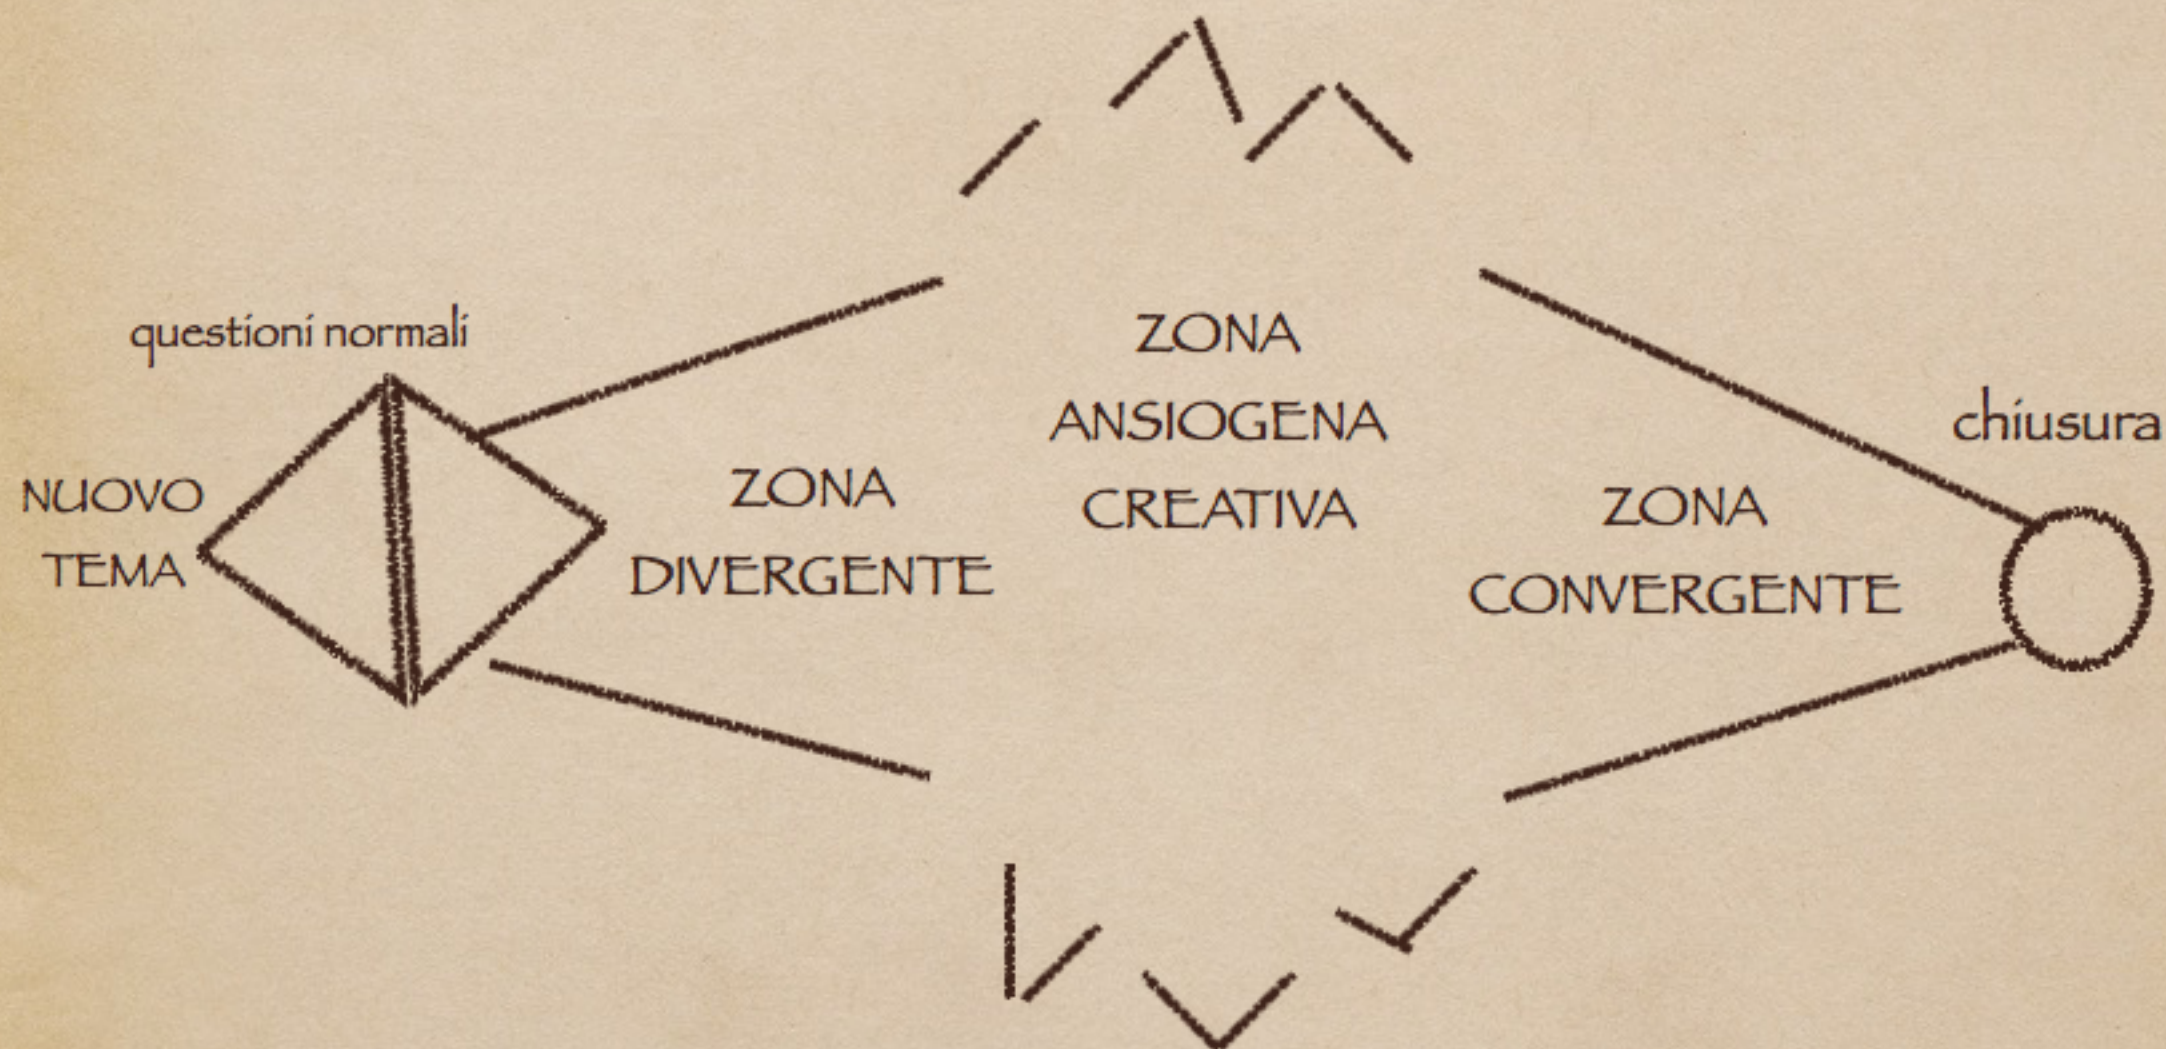 questioni normali
NUOVO
TEMA
ZONA
DIVERGENTE
ZONA
ANSIOGENA
CREATIVA
ZONA
CONVERGENTE
chiusura